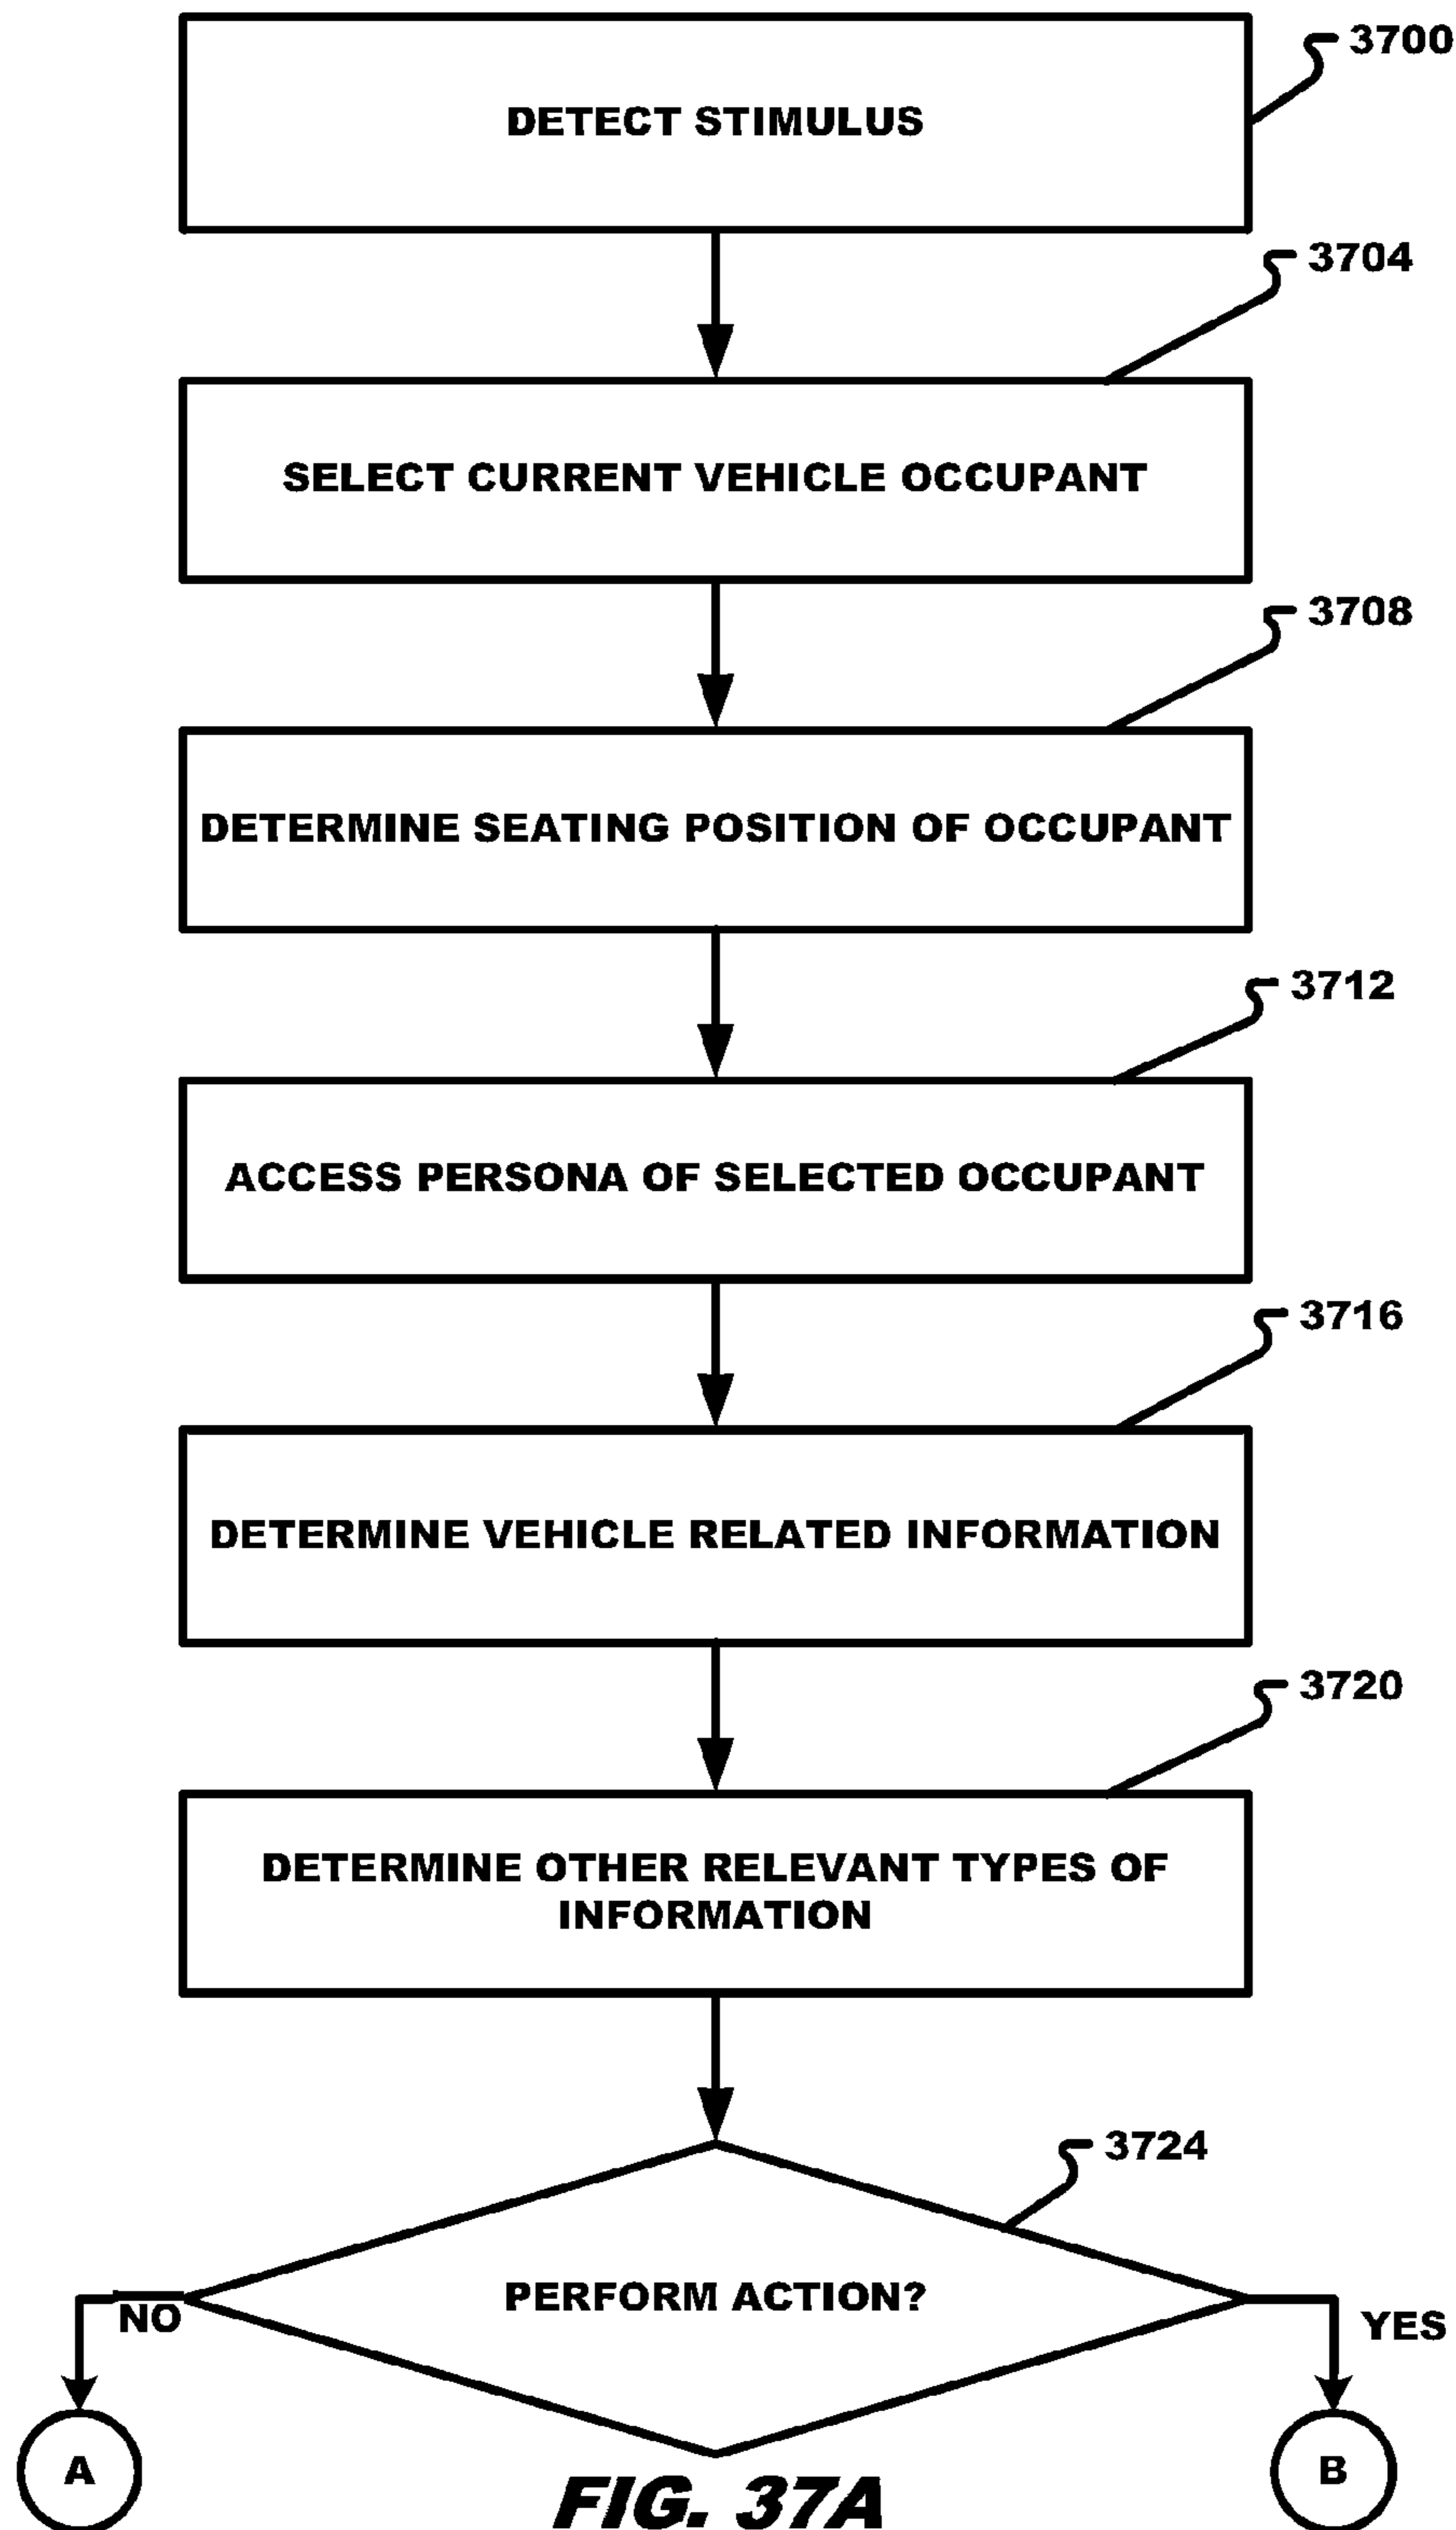 3700
DETECT STIMULUS
3704
SELECT CURRENT VEHICLE OCCUPANT
3708
DETERMINE SEATING POSITION OF OCCUPANT
3712
ACCESS PERSONA OF SELECTED OCCUPANT
3716
DETERMINE VEHICLE RELATED INFORMATION
3720
DETERMINE OTHER RELEVANT TYPES OF
INFORMATION
3724
PERFORM ACTION?
NO
YES
A
B
FIG. 37A